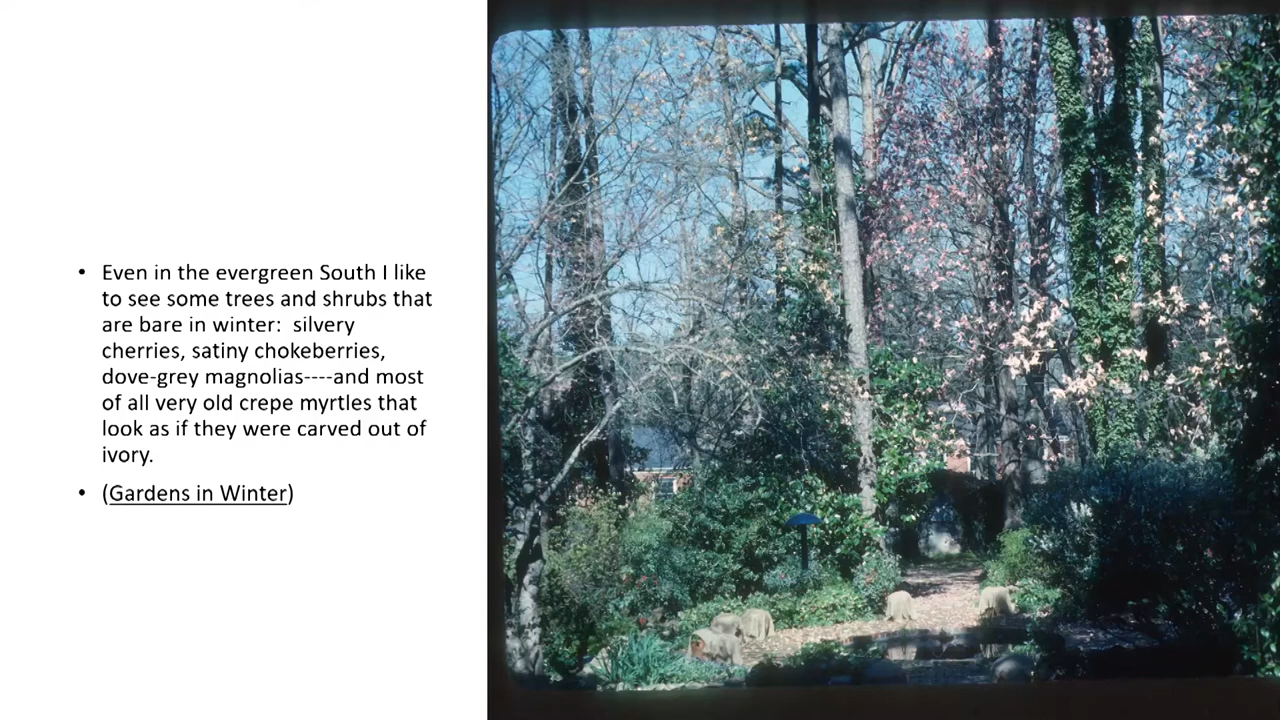 • Even in the evergreen South I like
to see some trees and shrubs that
are bare in winter:  silvery
cherries, satiny chokeberries,
dove-grey magnolias----and most
of all very old crepe myrtles that
look as if they were carved out of
ivory.
• (Gardens in Winter)